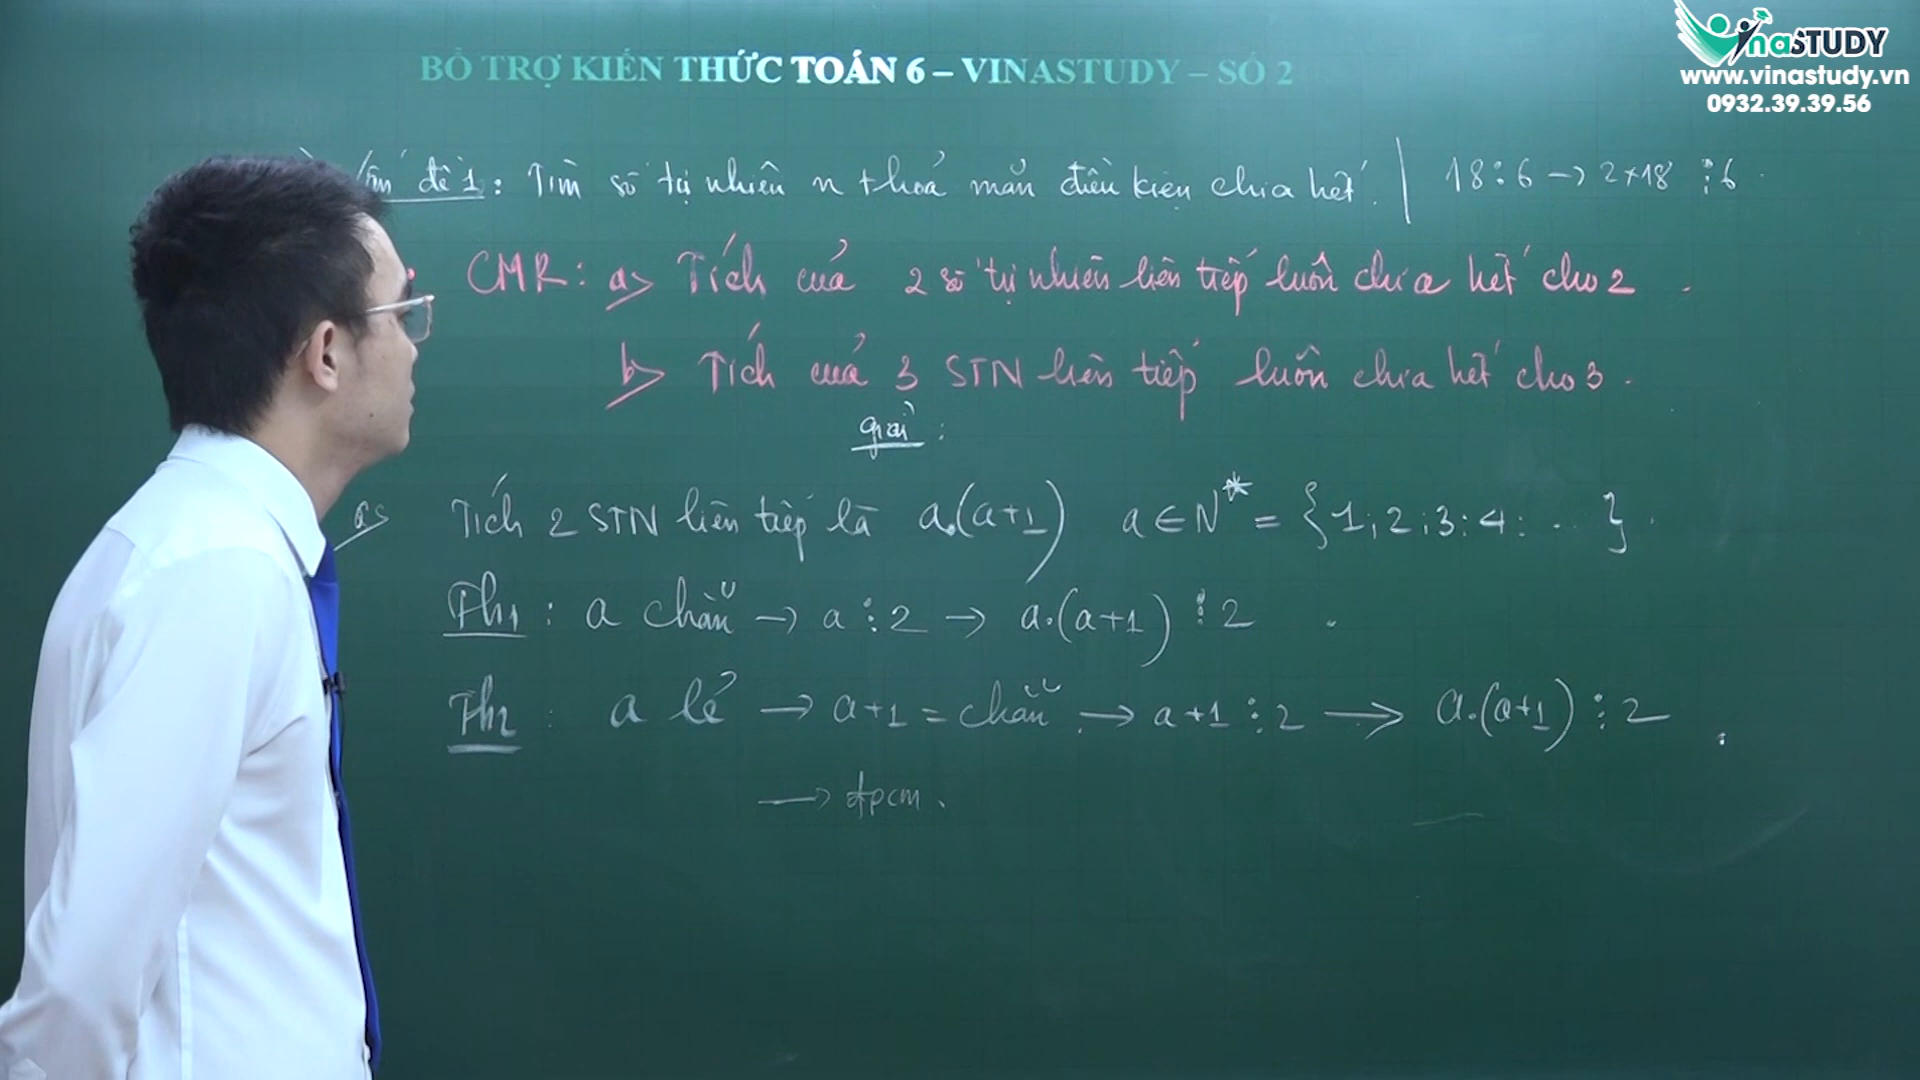 VinaSTUDY
www.vinastudy.vn
0932.39.39.56
BỔ TRỢ KIẾN THỨC TOÁN 6 – VINASTUDY – SỐ 2
đề 1 : Tìm số tự nhiên n thoả mãn điều kiện chia hết . | 18 ⋮ 6 → 2 × 18 ⋮ 6
CMR : a> Tích của 2 số tự nhiên liên tiếp luôn chia hết cho 2 .
b> Tích của 3 STN liên tiếp luôn chia hết cho 3 .
giải :
a> Tích 2 STN liên tiếp là a.(a+1) a ∈ N* = {1; 2; 3; 4; ... }.
Th1 : a chẵn → a ⋮ 2 → a.(a+1) ⋮ 2
Th2 : a lẻ → a+1 = chẵn → a+1 ⋮ 2 → a.(a+1) ⋮ 2
→ đpcm .